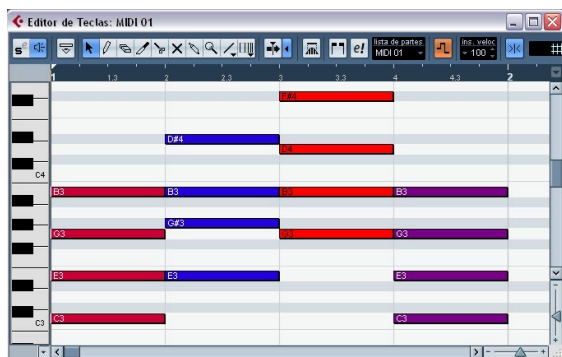 Editor de Teclas: MIDI 01
lista de partes
MIDI 01
ins. veloc
100
1 1.3 2 2.3 3 3.3 4 4.3 2
F#4
D#4
D4
C4
B3 B3 B3 B3
G#3
G3 G3 G3
E3 E3 E3
C3 C3 C3